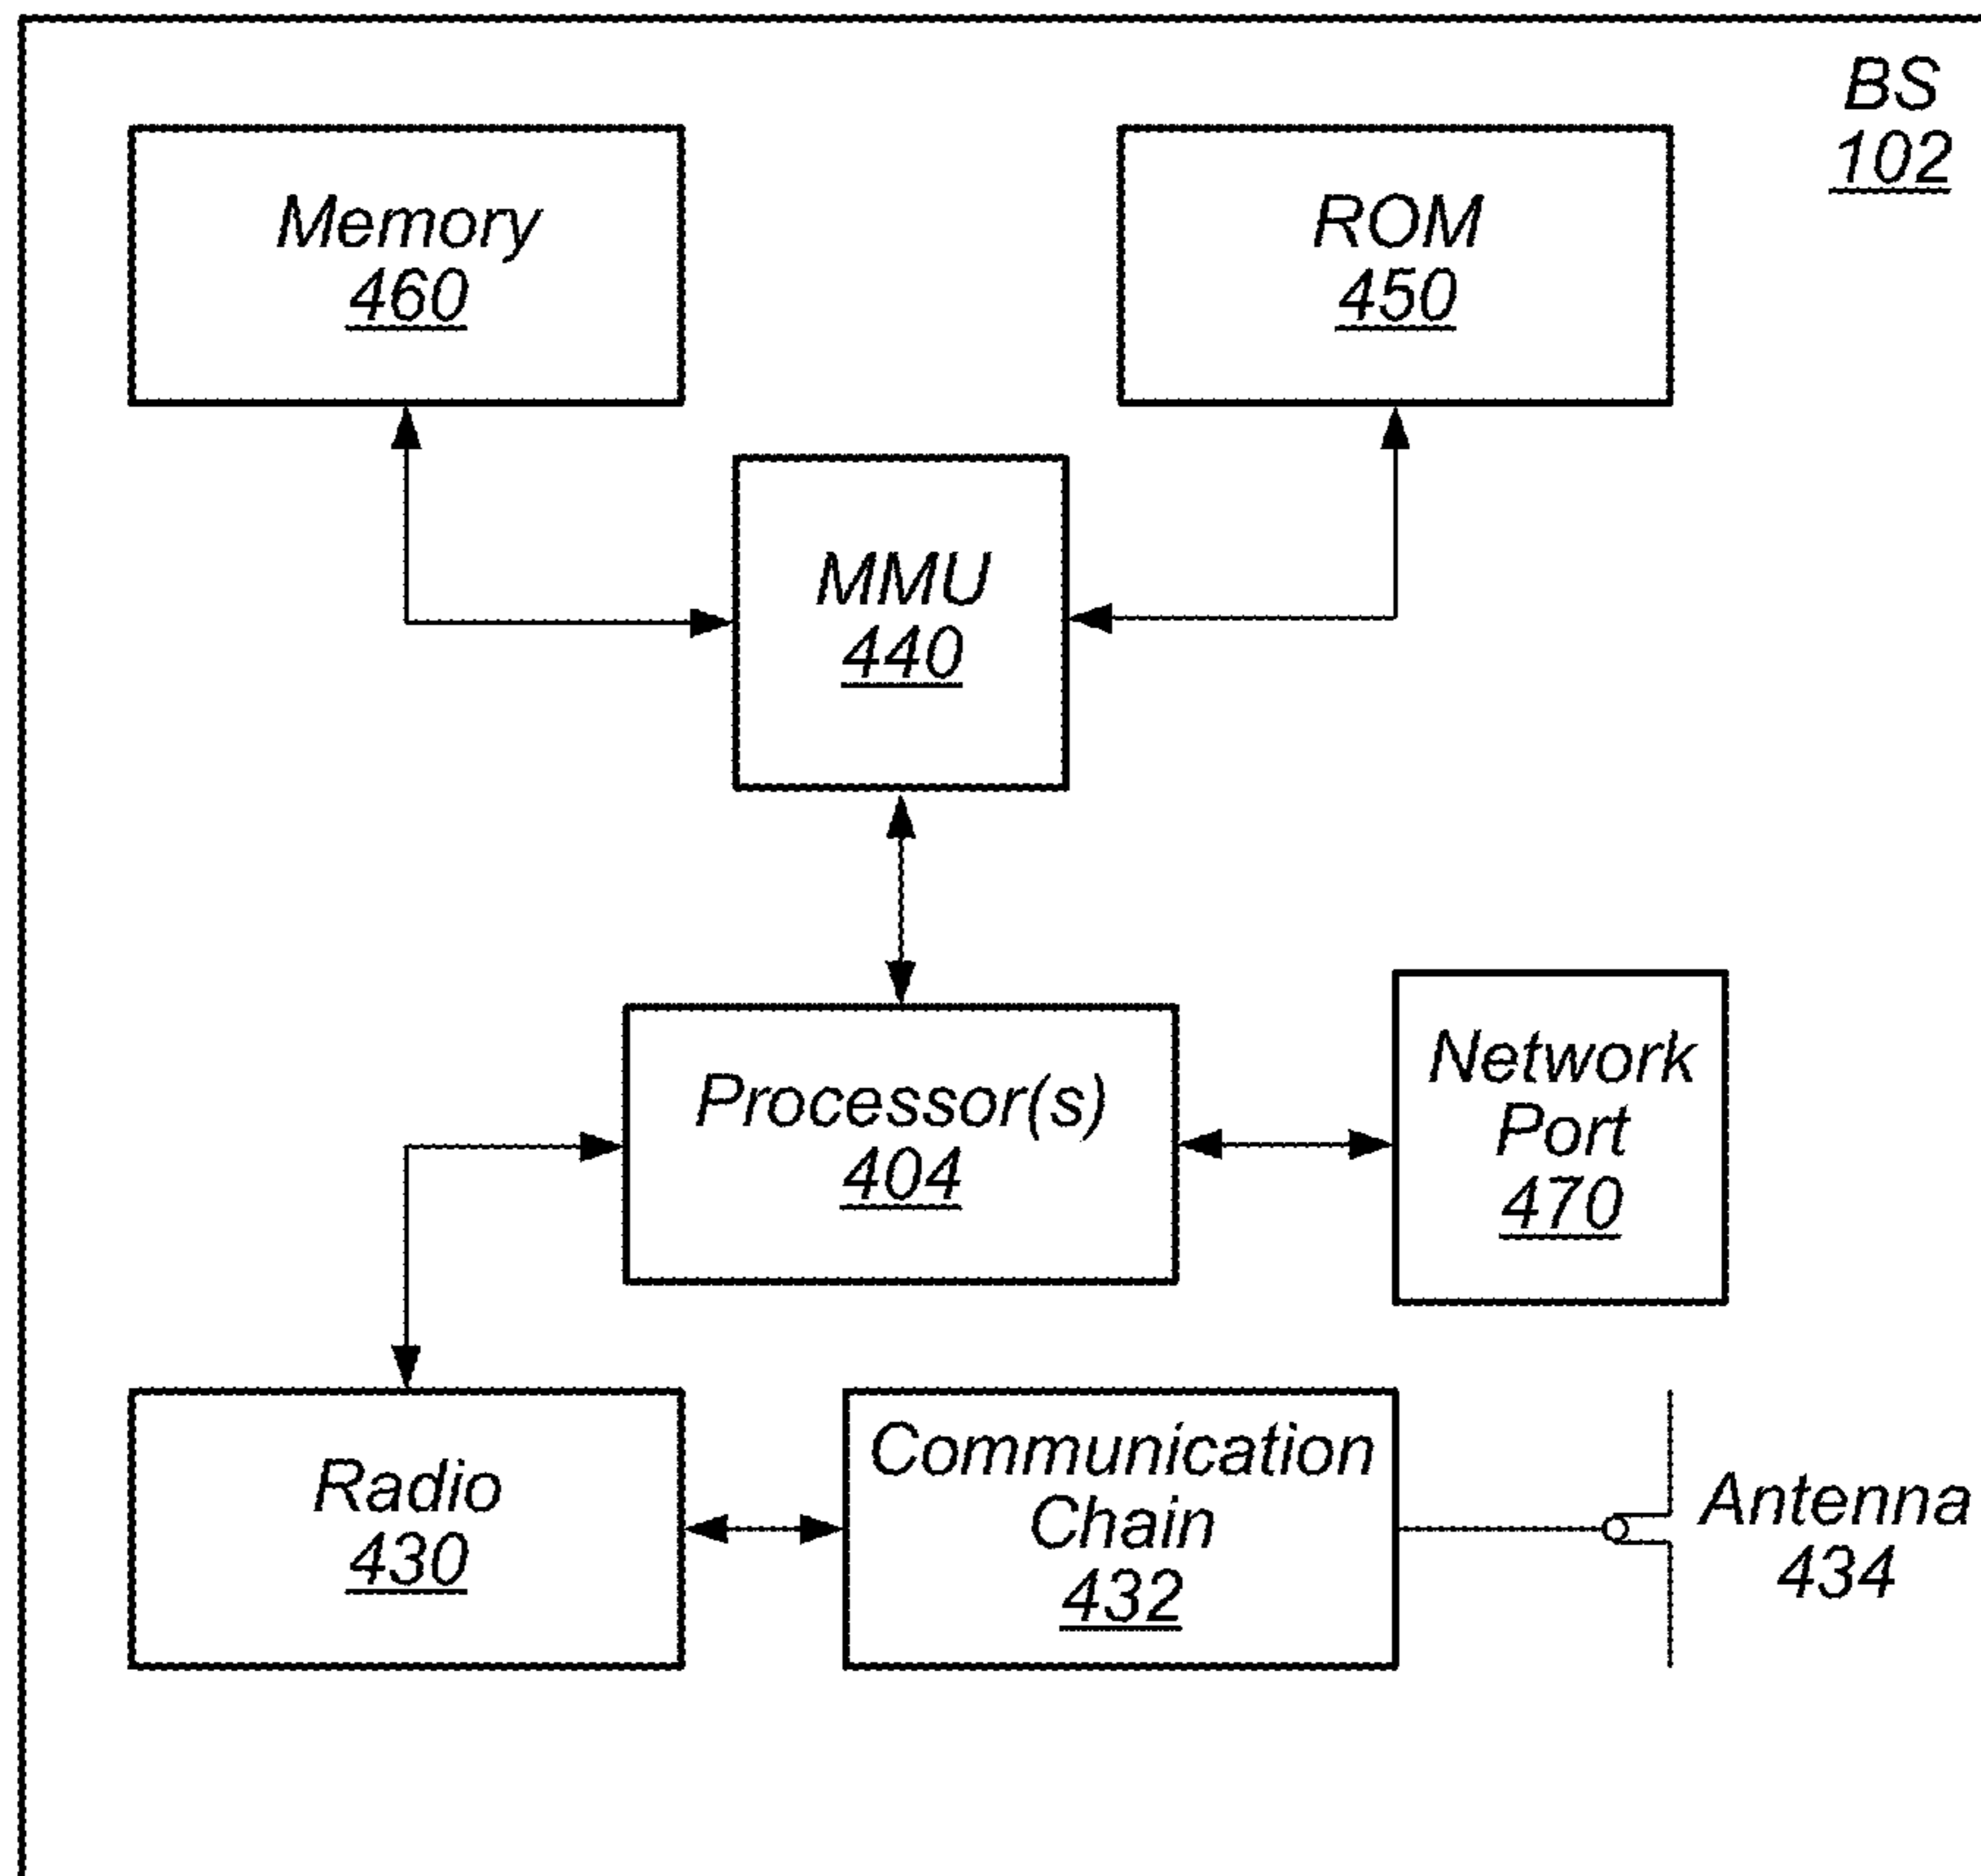 BS
102
Memory
460
ROM
450
MMU
440
Processor(s)
404
Network
Port
470
Radio
430
Communication
Chain
432
Antenna
434